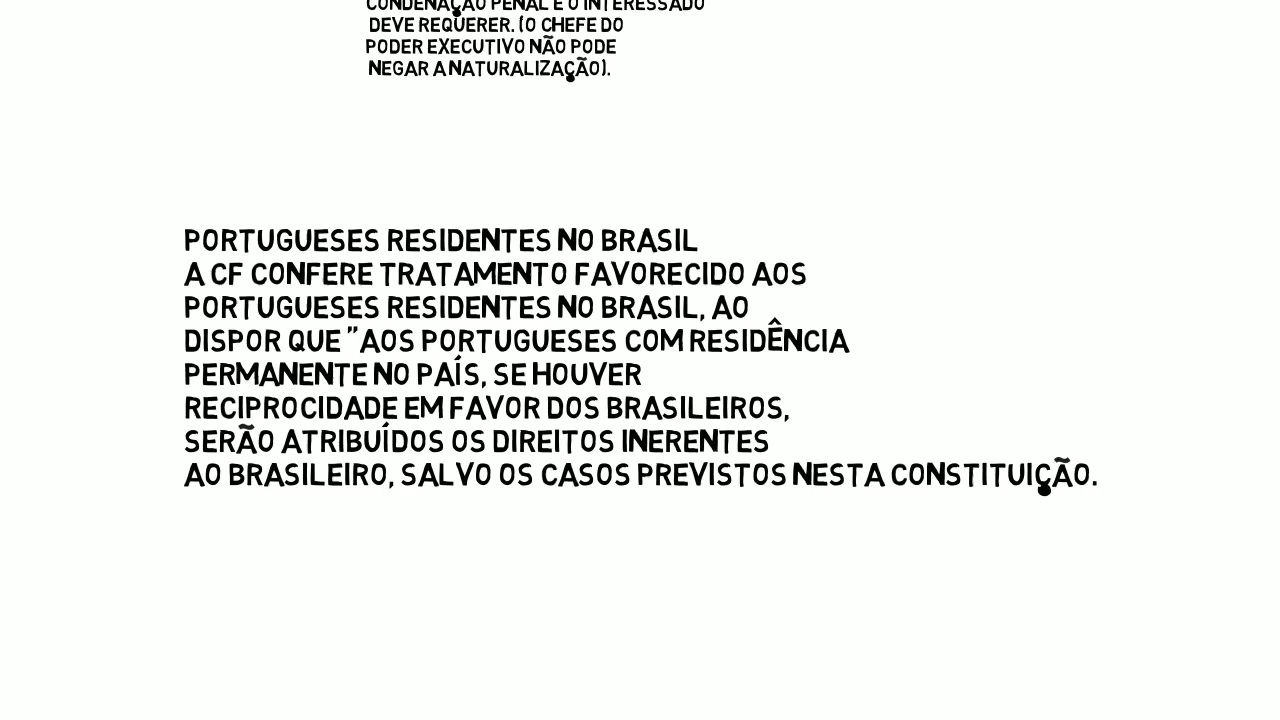 CONDENAÇÃO PENAL E O INTERESSADO
DEVE REQUERER. (O CHEFE DO
PODER EXECUTIVO NÃO PODE
NEGAR A NATURALIZAÇÃO).
PORTUGUESES RESIDENTES NO BRASIL
A CF CONFERE TRATAMENTO FAVORECIDO AOS
PORTUGUESES RESIDENTES NO BRASIL, AO
DISPOR QUE "AOS PORTUGUESES COM RESIDÊNCIA
PERMANENTE NO PAÍS, SE HOUVER
RECIPROCIDADE EM FAVOR DOS BRASILEIROS,
SERÃO ATRIBUÍDOS OS DIREITOS INERENTES
AO BRASILEIRO, SALVO OS CASOS PREVISTOS NESTA CONSTITUIÇÃO.